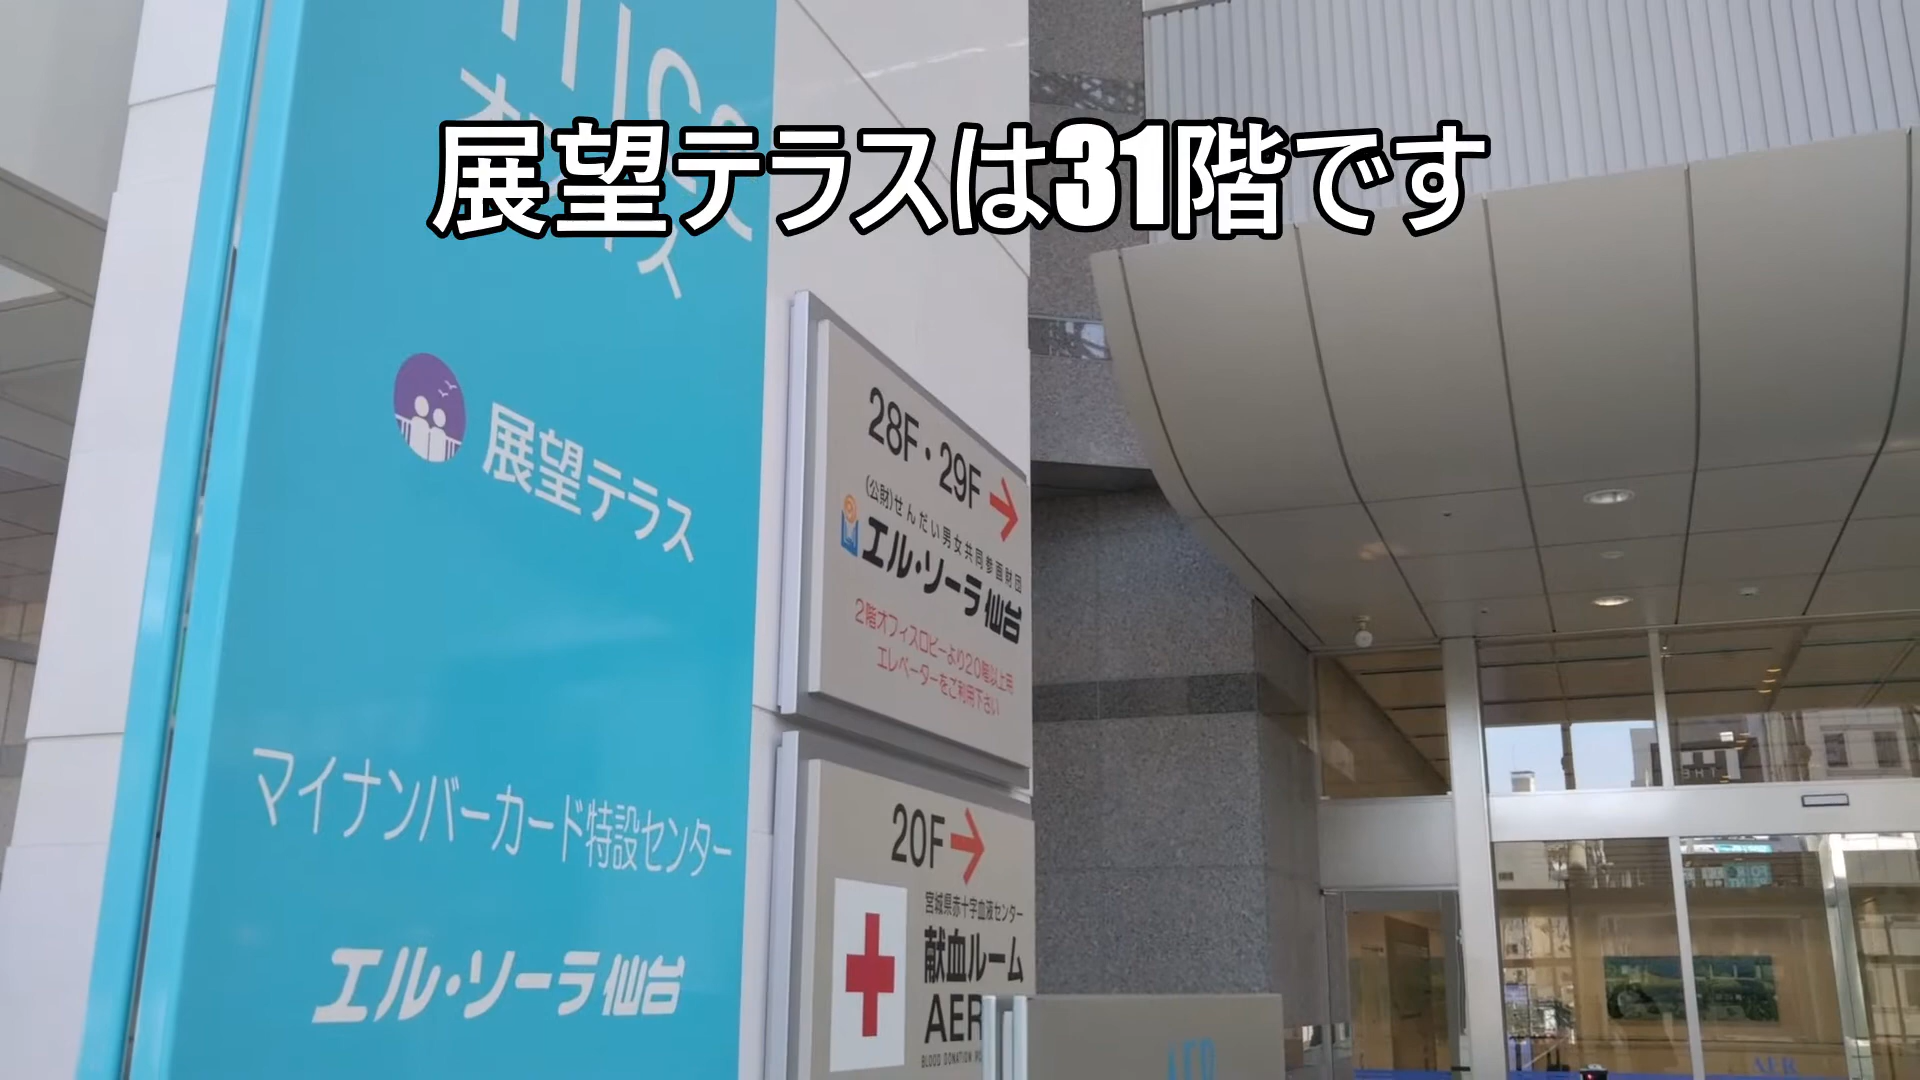 展望テラスは31階です
展望テラス
マイナンバーカード特設センター
エル・ソーラ仙台
28F・29F
(公財)せんだい男女共同参画財団
エル・ソーラ仙台
2階オフィスロビーより20階以上用
エレベーターをご利用下さい
20F
宮城県赤十字血液センター
献血ルーム
AER
BLOOD DONATION
AER
AER